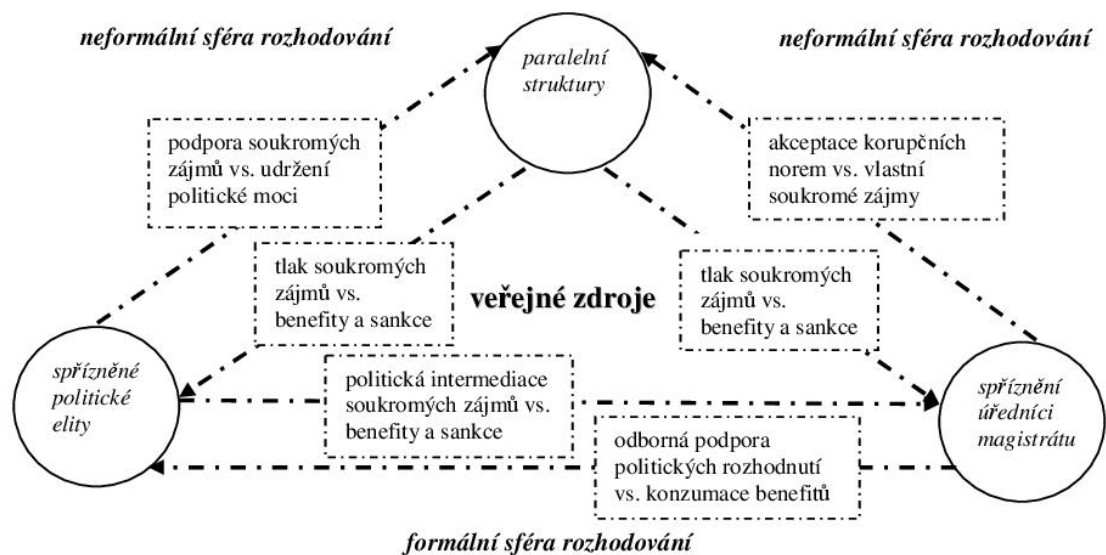 neformální sféra rozhodování
neformální sféra rozhodování
paralelní
struktury
podpora soukromých
zájmů vs. udržení
politické moci
akceptace korupčních
norem vs. vlastní
soukromé zájmy
tlak soukromých
zájmů vs.
benefity a sankce
veřejné zdroje
tlak soukromých
zájmů vs.
benefity a sankce
spřízněné
politické
elity
politická intermediace
soukromých zájmů vs.
benefity a sankce
spříznění
úředníci
magistrátu
odborná podpora
politických rozhodnutí
vs. konzumace benefitů
formální sféra rozhodování